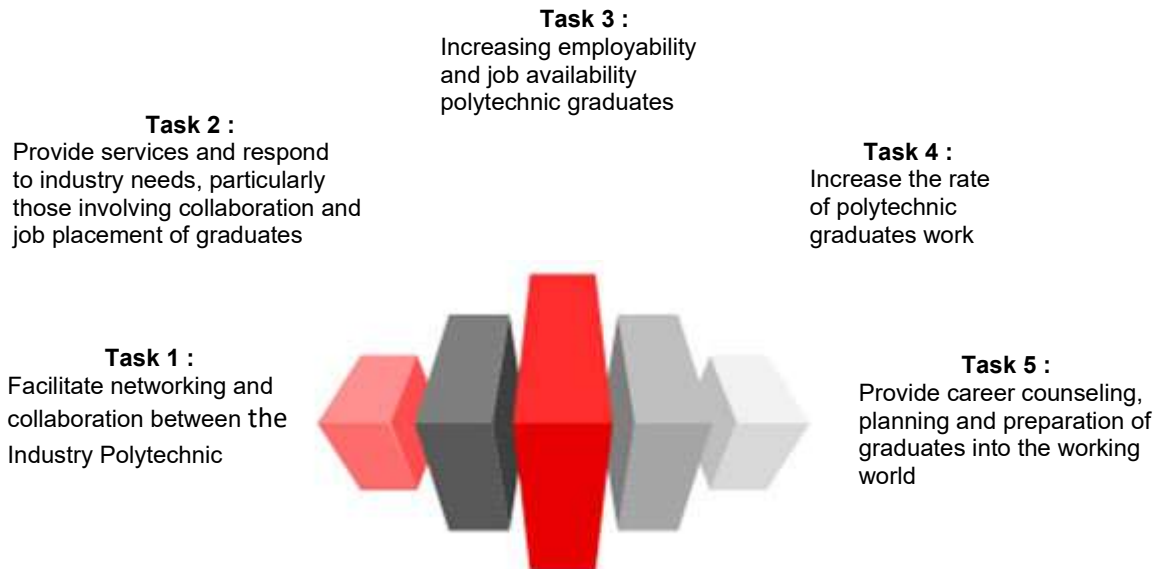 Task 3 :
Increasing employability
and job availability
polytechnic graduates
Task 2 :
Provide services and respond
to industry needs, particularly
those involving collaboration and
job placement of graduates
Task 4 :
Increase the rate
of polytechnic
graduates work
Task 1 :
Facilitate networking and
collaboration between the
Industry Polytechnic
Task 5 :
Provide career counseling,
planning and preparation of
graduates into the working
world